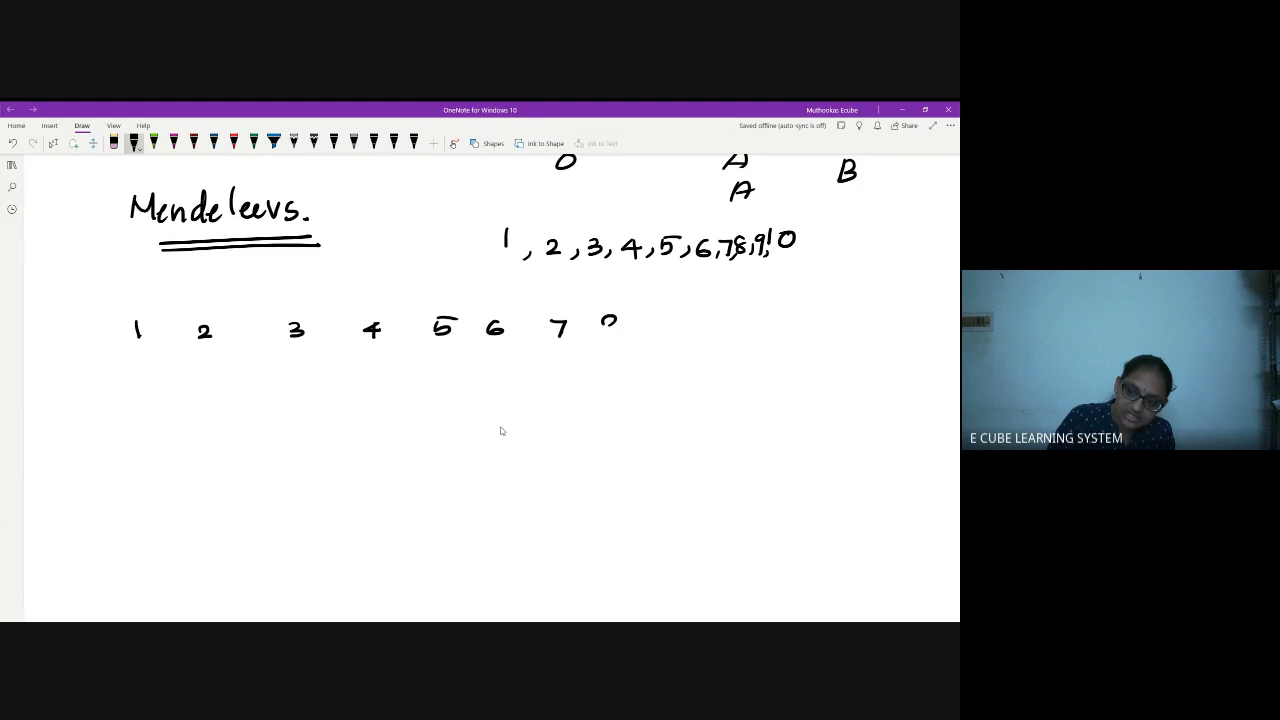 OneNote for Windows 10
Muthookas Ecube
Home Insert Draw View Help
Saved offline (auto-sync is off)
Share
Shapes
Ink to Shape
Ink to Text
A B
A
Mendeleevs.
1, 2, 3, 4, 5, 6, 7, 8, 9, 10
1 2 3 4 5 6 7
E CUBE LEARNING SYSTEM